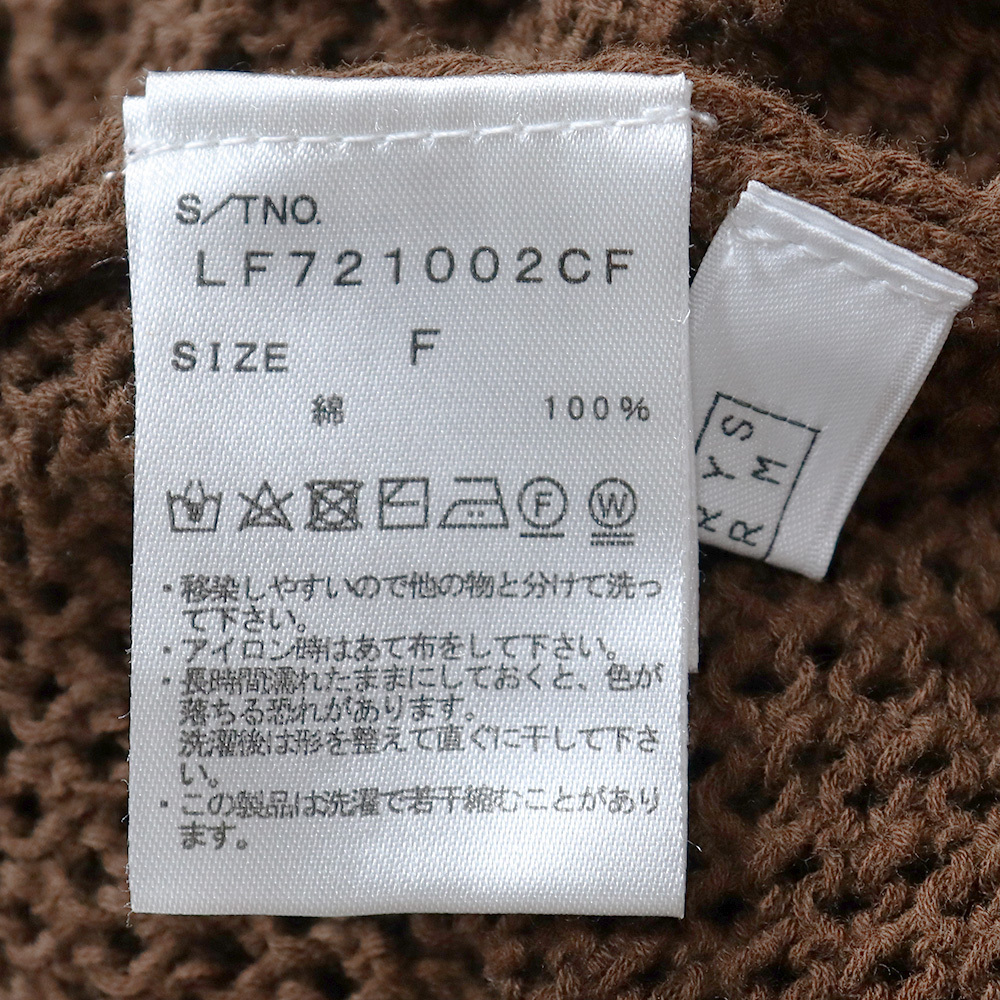 S/TNO.
LF721002CF
SIZE F
綿 100%
F W
・移染しやすいので他の物と分けて洗っ
て下さい。
・アイロン時はあて布をして下さい。
・長時間濡れたままにしておくと、色が
落ちる恐れがあります。
洗濯後は形を整えて直ぐに干して下さ
い。
・この製品は洗濯で若干縮むことがあり
ます。
RYS
RM